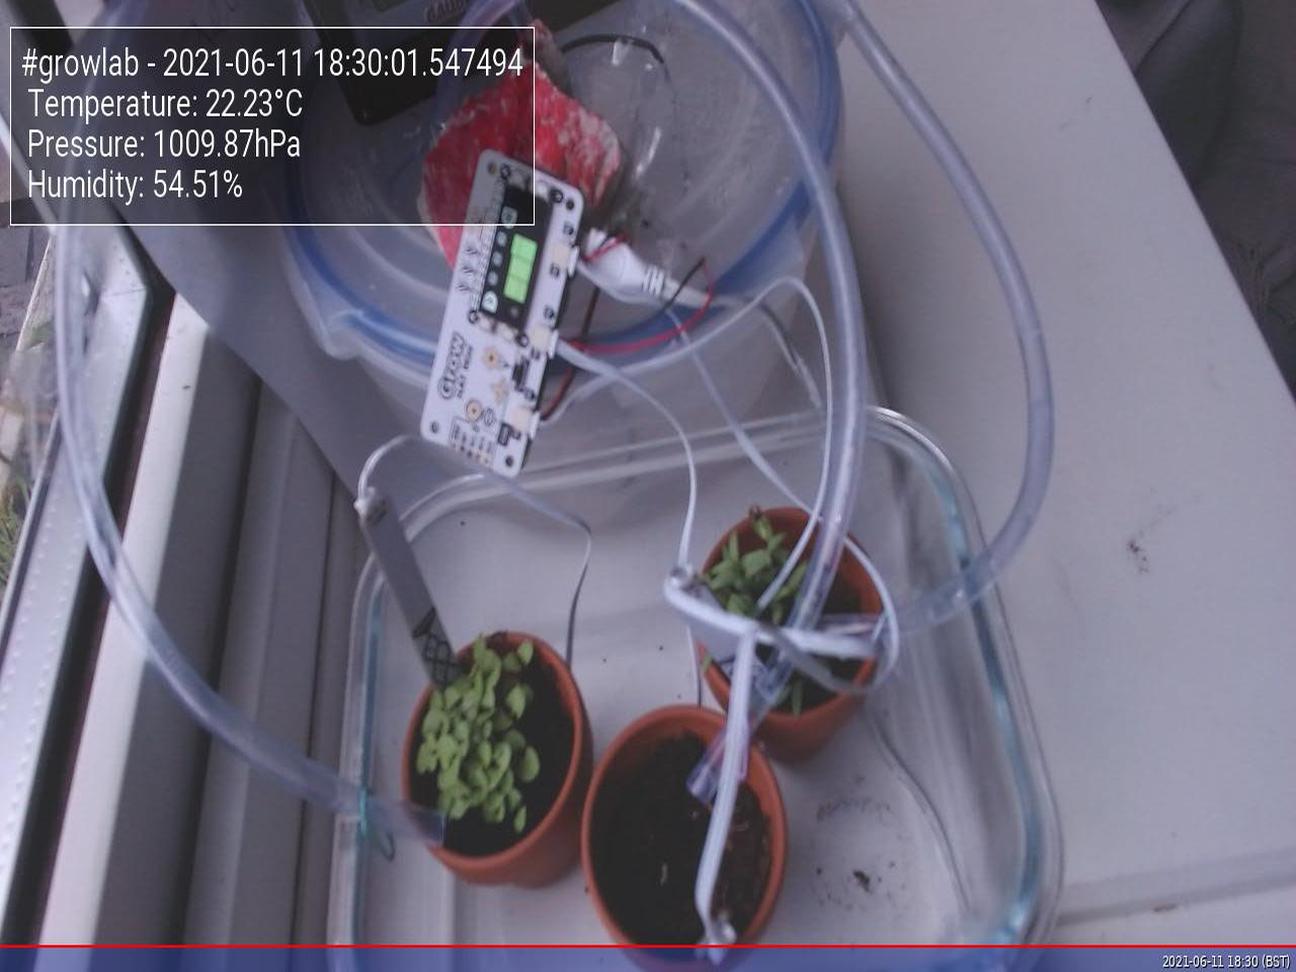 #growlab - 2021-06-11 18:30:01.547494
Temperature: 22.23°C
Pressure: 1009.87hPa
Humidity: 54.51%
GROW
2021-06-11 18:30 (BST)